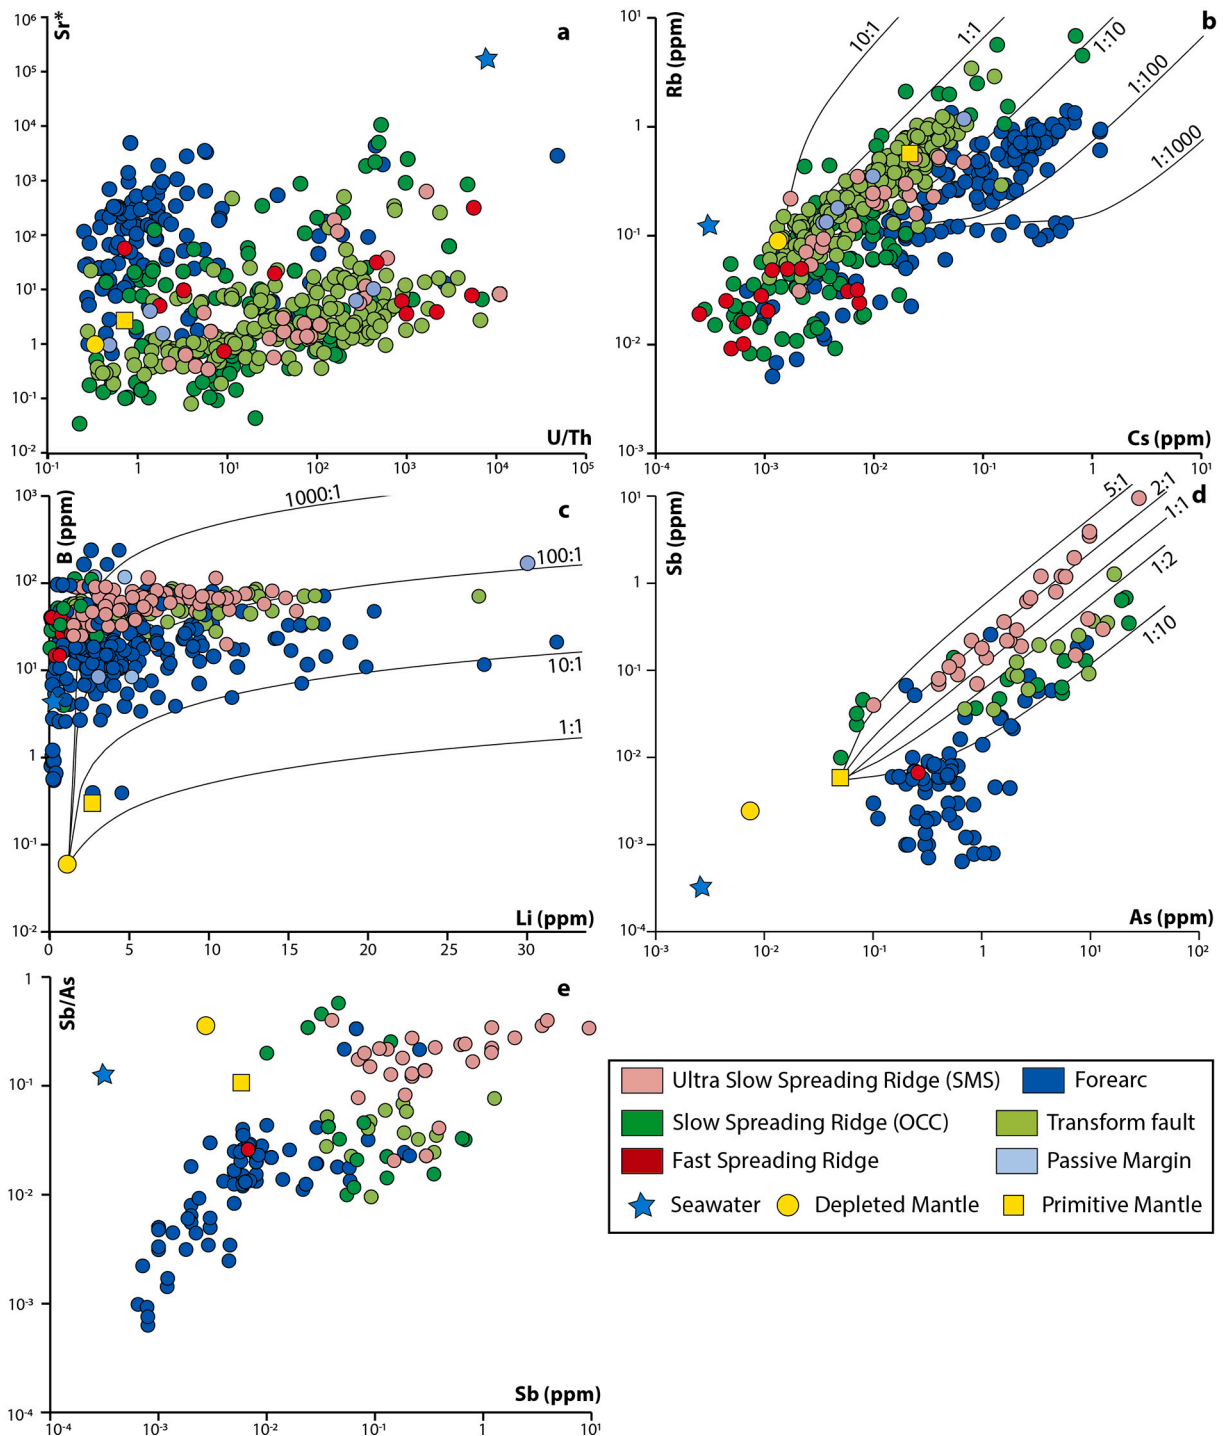 a
Sr*
10⁶
10⁵
10⁴
10³
10²
10¹
1
10⁻¹
10⁻²
U/Th
10⁻¹ 1 10¹ 10² 10³ 10⁴ 10⁵
b
Rb (ppm)
10¹
1
10⁻¹
10⁻²
10⁻³
10:1
1:1
1:10
1:100
1:1000
Cs (ppm)
10⁻⁴ 10⁻³ 10⁻² 10⁻¹ 1 10¹
c
B (ppm)
10³
10²
10¹
1
10⁻¹
10⁻²
1000:1
100:1
10:1
1:1
Li (ppm)
0 5 10 15 20 25 30
d
Sb (ppm)
10¹
1
10⁻¹
10⁻²
10⁻³
10⁻⁴
5:1
2:1
1:1
1:2
1:10
As (ppm)
10⁻³ 10⁻² 10⁻¹ 1 10¹ 10²
e
Sb/As
1
10⁻¹
10⁻²
10⁻³
10⁻⁴
Sb (ppm)
10⁻⁴ 10⁻³ 10⁻² 10⁻¹ 1 10¹
Ultra Slow Spreading Ridge (SMS) Forearc
Slow Spreading Ridge (OCC) Transform fault
Fast Spreading Ridge Passive Margin
Seawater Depleted Mantle Primitive Mantle